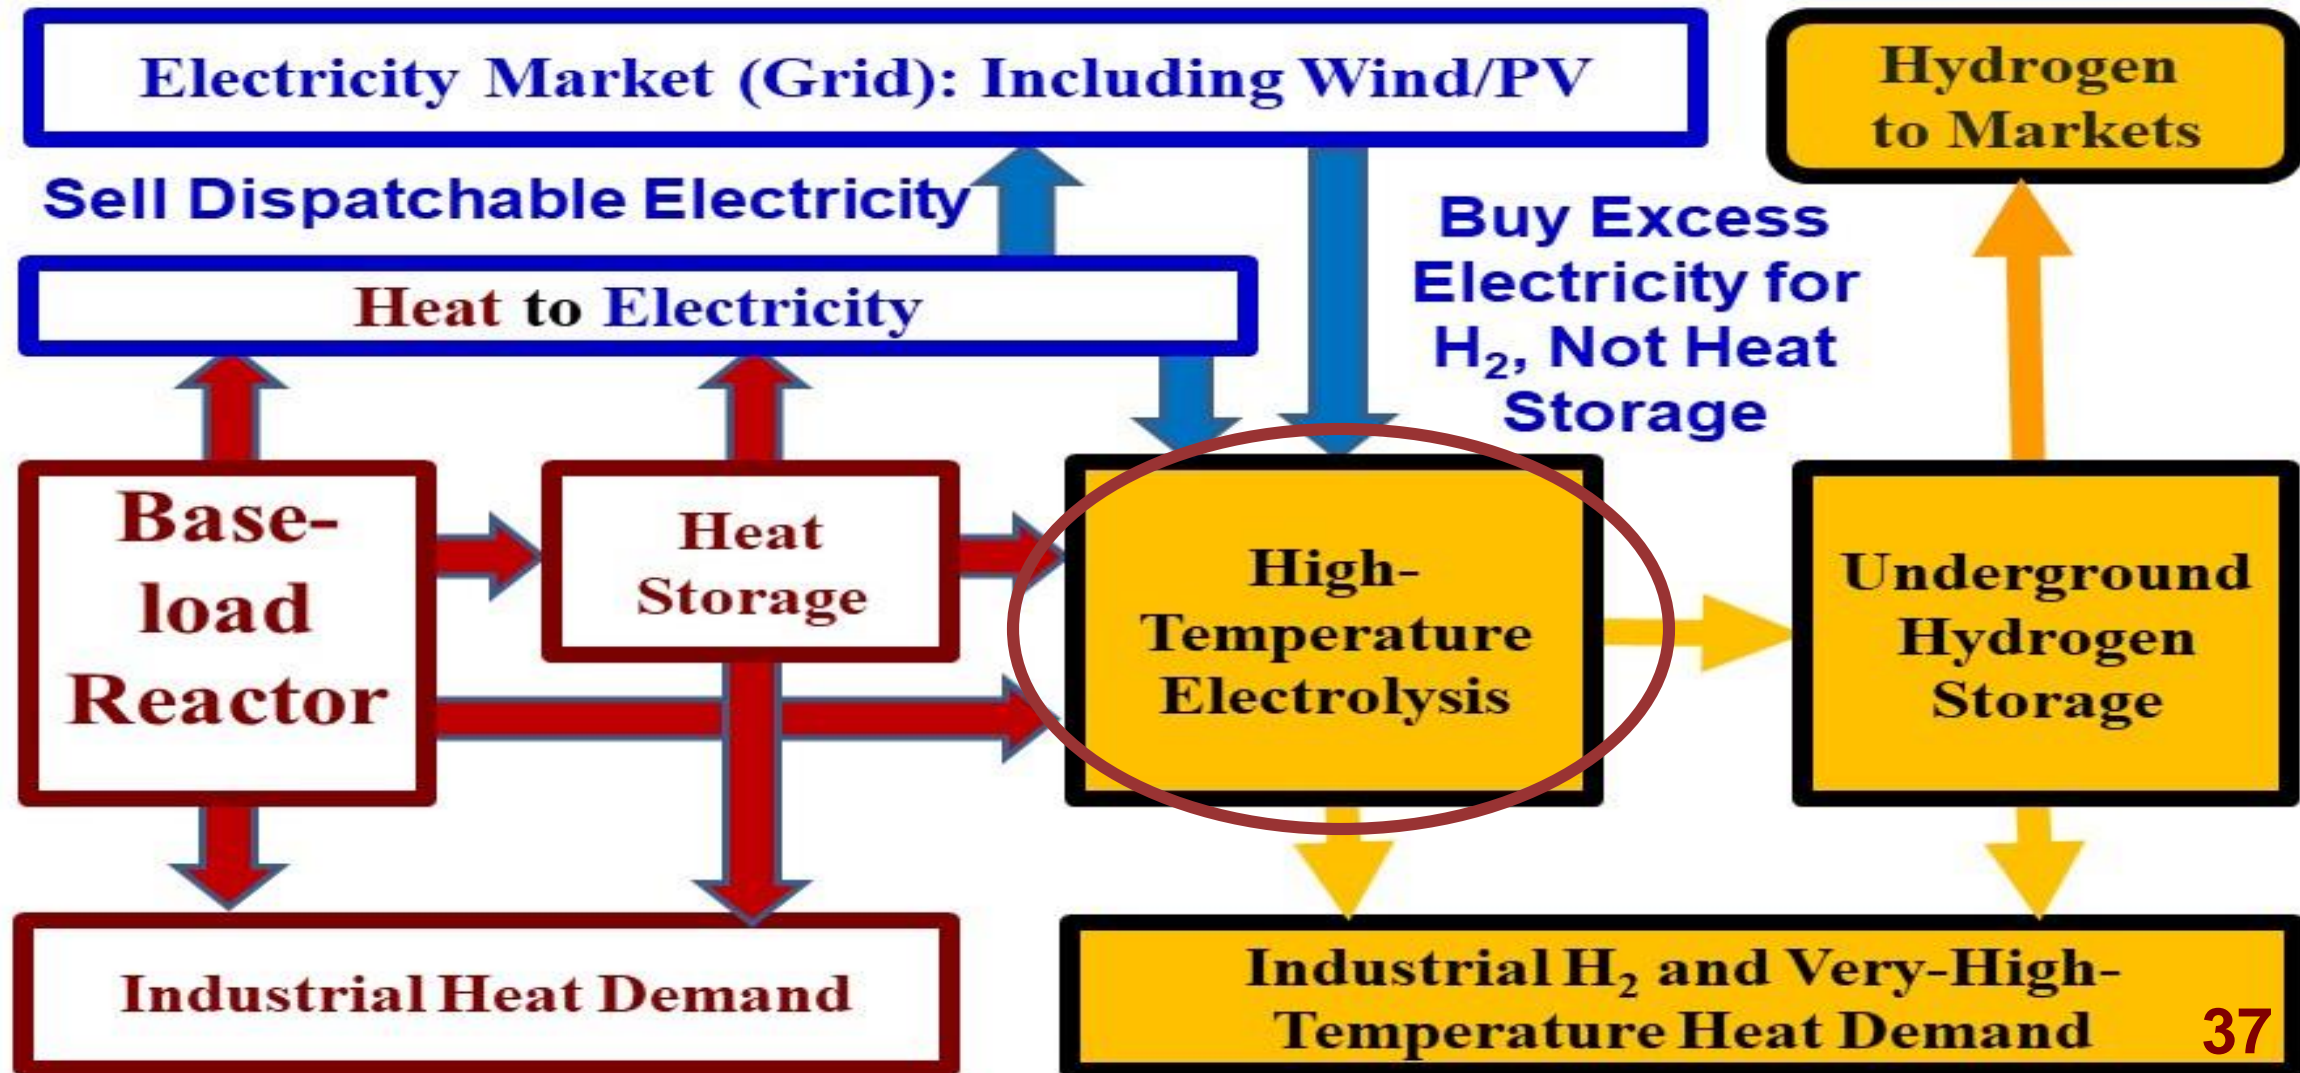 Electricity Market (Grid): Including Wind/PV
Hydrogen
to Markets
Sell Dispatchable Electricity
Buy Excess
Electricity for
H₂, Not Heat
Storage
Heat to Electricity
Base-
load
Reactor
Heat
Storage
High-
Temperature
Electrolysis
Underground
Hydrogen
Storage
Industrial Heat Demand
Industrial H₂ and Very-High-
Temperature Heat Demand
37